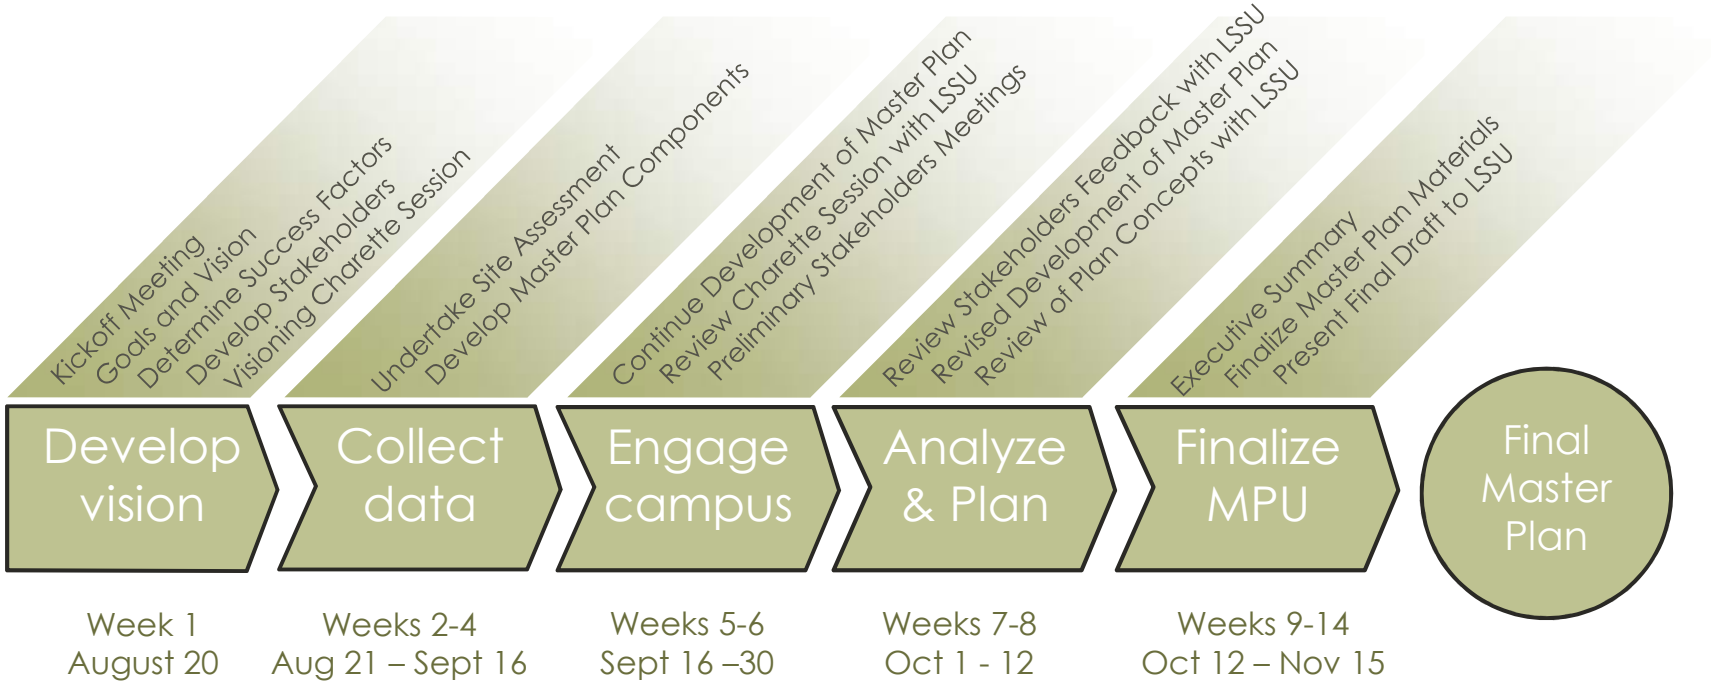 Kickoff Meeting
Goals and Vision
Determine Success Factors
Develop Stakeholders
Visioning Charette Session
Undertake Site Assessment
Develop Master Plan Components
Continue Development of Master Plan
Review Charette Session with LSSU
Preliminary Stakeholders Meetings
Review Stakeholders Feedback with LSSU
Revised Development of Master Plan
Review of Plan Concepts with LSSU
Executive Summary
Finalize Master Plan Materials
Present Final Draft to LSSU
Develop
vision
Collect
data
Engage
campus
Analyze
& Plan
Finalize
MPU
Final
Master
Plan
Week 1
August 20
Weeks 2-4
Aug 21 – Sept 16
Weeks 5-6
Sept 16 –30
Weeks 7-8
Oct 1 - 12
Weeks 9-14
Oct 12 – Nov 15